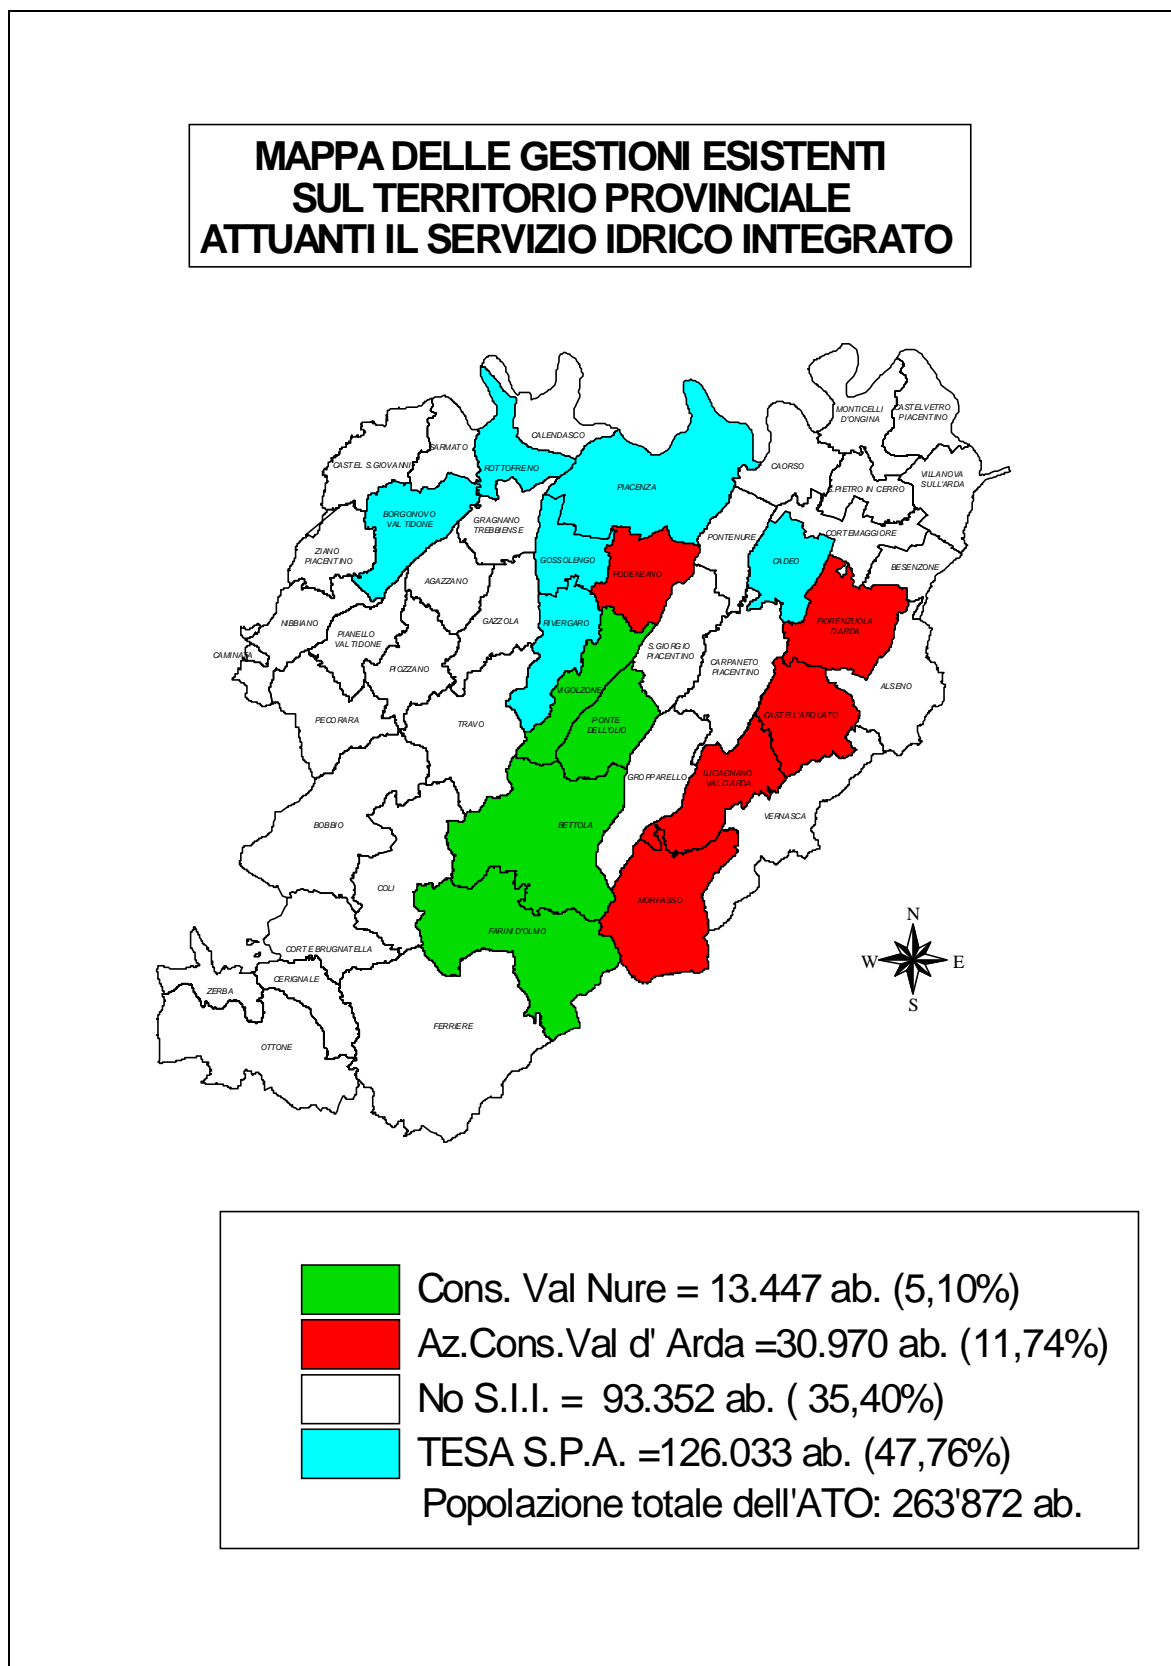 MAPPA DELLE GESTIONI ESISTENTI
SUL TERRITORIO PROVINCIALE
ATTUANTI IL SERVIZIO IDRICO INTEGRATO
MONTICELLI
D'ONGINA
CASTELVETRO
PIACENTINO
CALENDASCO
SARMATO
CASTEL S.GIOVANNI
ROTTOFRENO
CAORSO
VILLANOVA
SULL'ARDA
PIACENZA
S.PIETRO IN CERRO
BORGONOVO
VAL TIDONE
GRAGNANO
TREBBIENSE
PONTENURE
CORTEMAGGIORE
ZIANO
PIACENTINO
GOSSOLENGO
CADEO
BESENZONE
AGAZZANO
PODENZANO
NIBBIANO
PIANELLO
VAL TIDONE
GAZZOLA
RIVERGARO
FIORENZUOLA
D'ARDA
CAMINATA
PIOZZANO
S.GIORGIO
PIACENTINO
CARPANETO
PIACENTINO
ALSENO
VIGOLZONE
PECORARA
TRAVO
PONTE
DELL'OLIO
CASTELL'ARQUATO
GROPPARELLO
LUGAGNANO
VAL D'ARDA
VERNASCA
BOBBIO
BETTOLA
COLI
MORFASSO
FARINI D'OLMO
CORTE BRUGNATELLA
CERIGNALE
ZERBA
FERRIERE
OTTONE
N
W
E
S
Cons. Val Nure = 13.447 ab. (5,10%)
Az.Cons.Val d' Arda =30.970 ab. (11,74%)
No S.I.I. = 93.352 ab. ( 35,40%)
TESA S.P.A. =126.033 ab. (47,76%)
Popolazione totale dell'ATO: 263'872 ab.